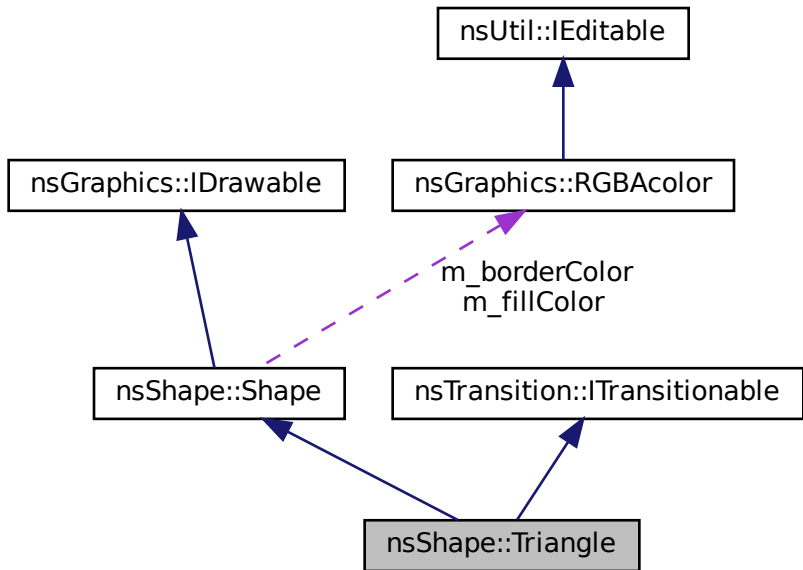 nsUtil::IEditable
nsGraphics::IDrawable
nsGraphics::RGBAcolor
m_borderColor
m_fillColor
nsShape::Shape
nsTransition::ITransitionable
nsShape::Triangle